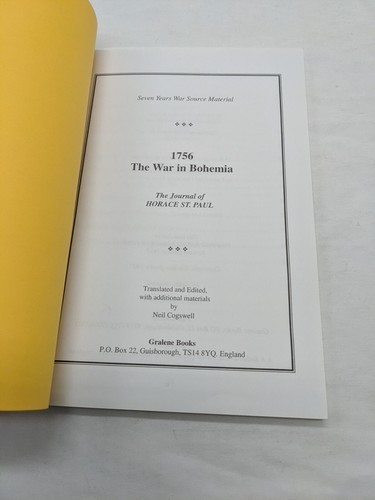 Seven Years War Source Material
1756
The War in Bohemia
The Journal of
HORACE ST. PAUL
Translated and Edited,
with additional materials
by
Neil Cogswell
Gralene Books
P.O. Box 22, Guisborough, TS14 8YQ. England